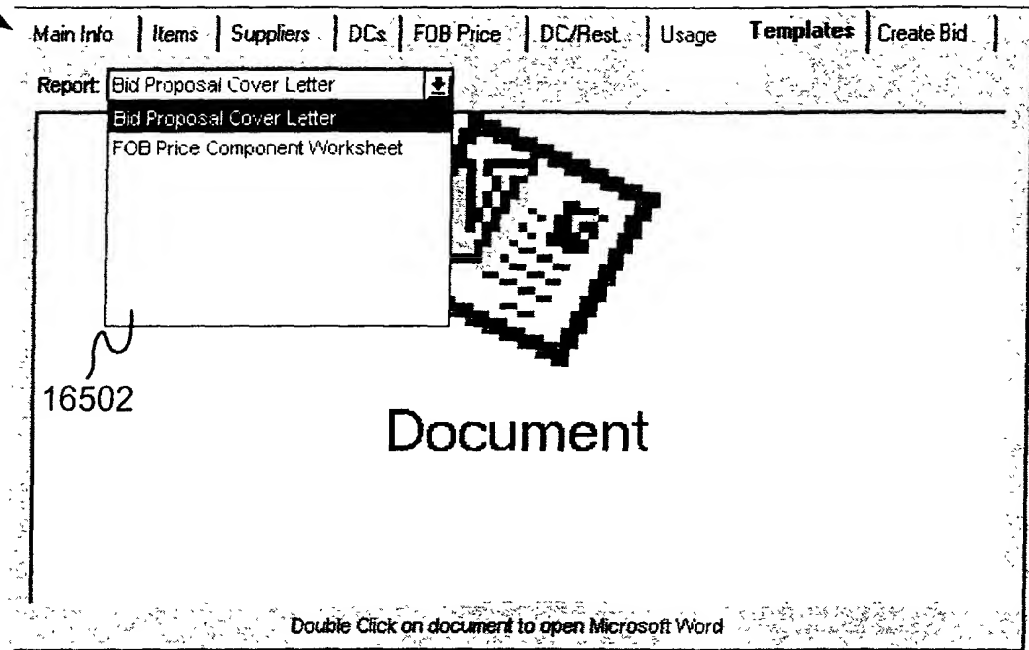 Main Info Items Suppliers DCs FOB Price DC/Rest. Usage Templates Create Bid
Report: Bid Proposal Cover Letter
Bid Proposal Cover Letter
FOB Price Component Worksheet
16502
Document
Double Click on document to open Microsoft Word